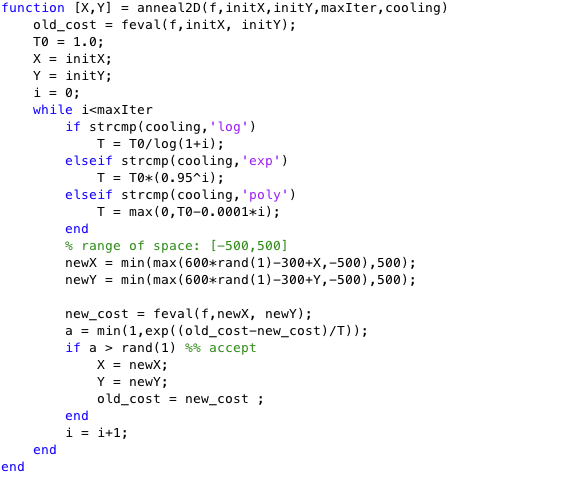 function [X,Y] = anneal2D(f,initX,initY,maxIter,cooling)
    old_cost = feval(f,initX, initY);
    T0 = 1.0;
    X = initX;
    Y = initY;
    i = 0;
    while i<maxIter
        if strcmp(cooling,'log')
            T = T0/log(1+i);
        elseif strcmp(cooling,'exp')
            T = T0*(0.95^i);
        elseif strcmp(cooling,'poly')
            T = max(0,T0-0.0001*i);
        end
        % range of space: [-500,500]
        newX = min(max(600*rand(1)-300+X,-500),500);
        newY = min(max(600*rand(1)-300+Y,-500),500);

        new_cost = feval(f,newX, newY);
        a = min(1,exp((old_cost-new_cost)/T));
        if a > rand(1) %% accept
            X = newX;
            Y = newY;
            old_cost = new_cost ;
        end
        i = i+1;
    end
end